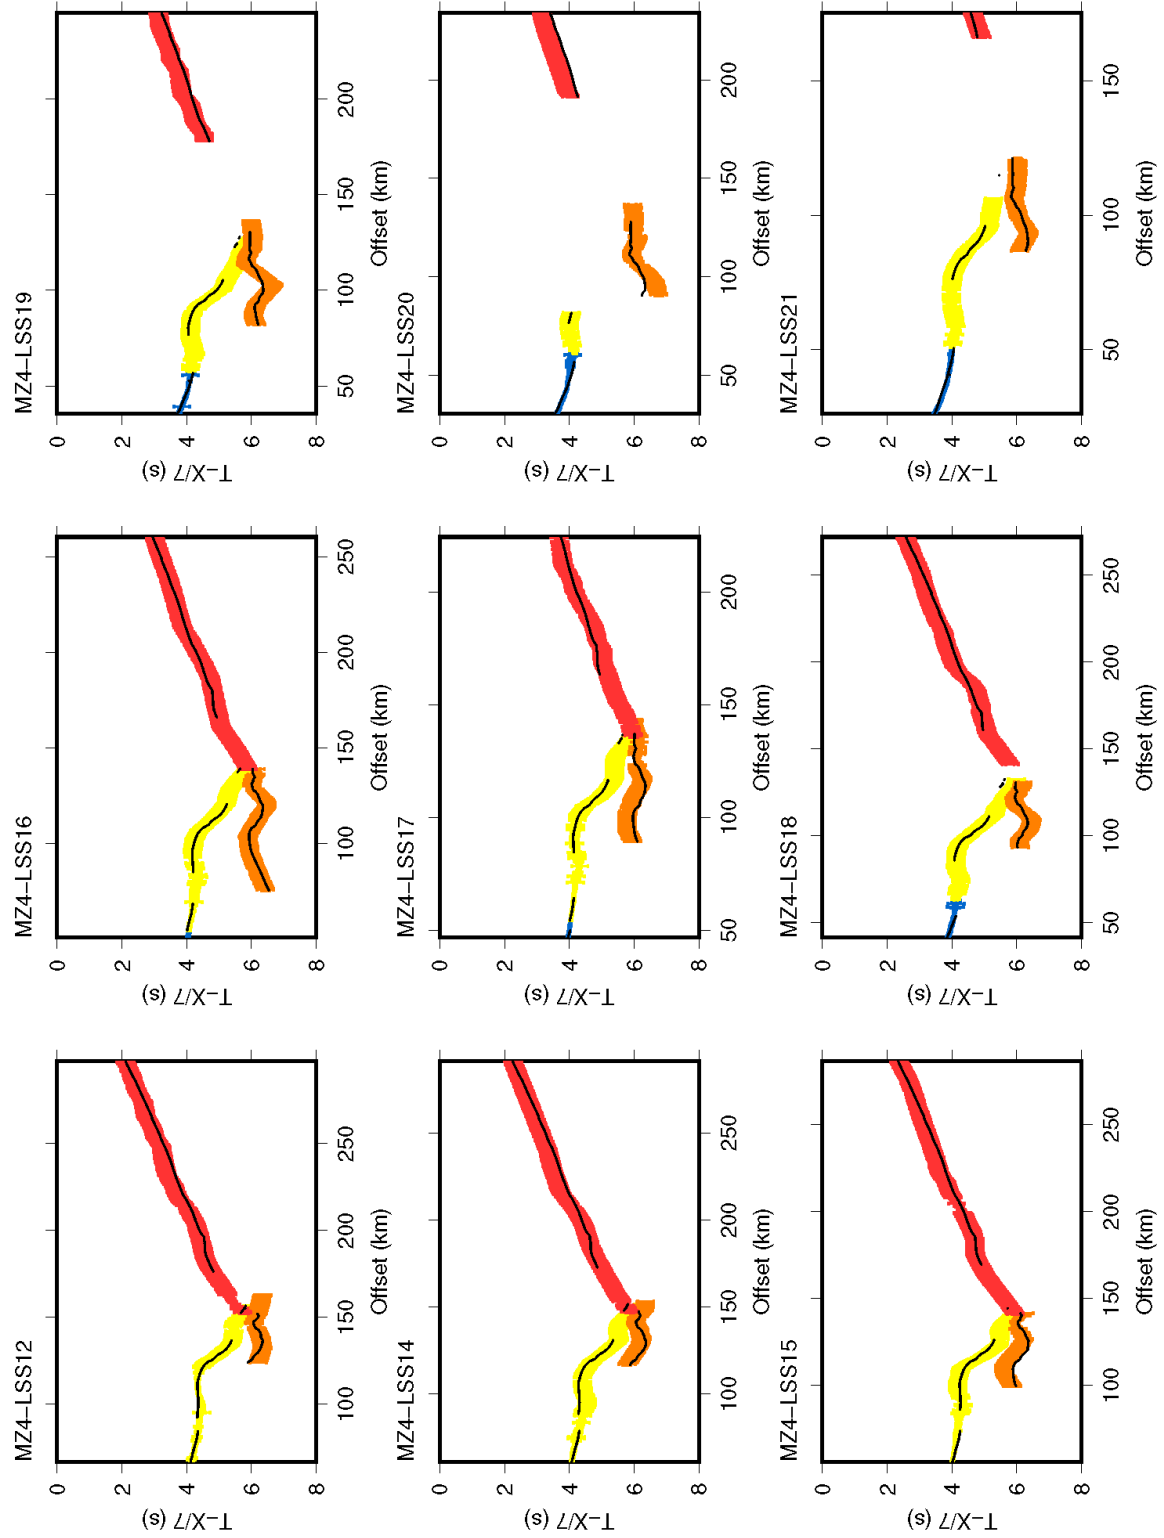 MZ4−LSS12
0
2
4
6
8
T−X/7 (s)
100 150 200 250
Offset (km)
MZ4−LSS16
0
2
4
6
8
T−X/7 (s)
100 150 200 250
Offset (km)
MZ4−LSS19
0
2
4
6
8
T−X/7 (s)
50 100 150 200
Offset (km)
MZ4−LSS14
0
2
4
6
8
T−X/7 (s)
100 150 200 250
Offset (km)
MZ4−LSS17
0
2
4
6
8
T−X/7 (s)
50 100 150 200
Offset (km)
MZ4−LSS20
0
2
4
6
8
T−X/7 (s)
50 100 150 200
Offset (km)
MZ4−LSS15
0
2
4
6
8
T−X/7 (s)
100 150 200 250
Offset (km)
MZ4−LSS18
0
2
4
6
8
T−X/7 (s)
50 100 150 200 250
Offset (km)
MZ4−LSS21
0
2
4
6
8
T−X/7 (s)
50 100 150
Offset (km)